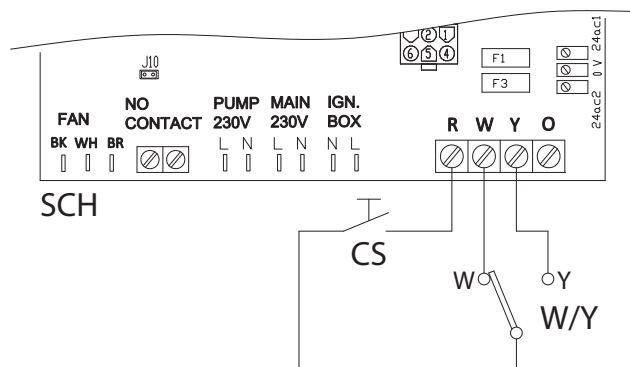 2 1
6 5 4
J10
F1
F3
24ac1
0 V
24ac2
FAN
BK WH BR
NO
CONTACT
PUMP
230V
L N
MAIN
230V
L N
IGN.
BOX
N L
R W Y O
SCH
CS
W Y
W/Y